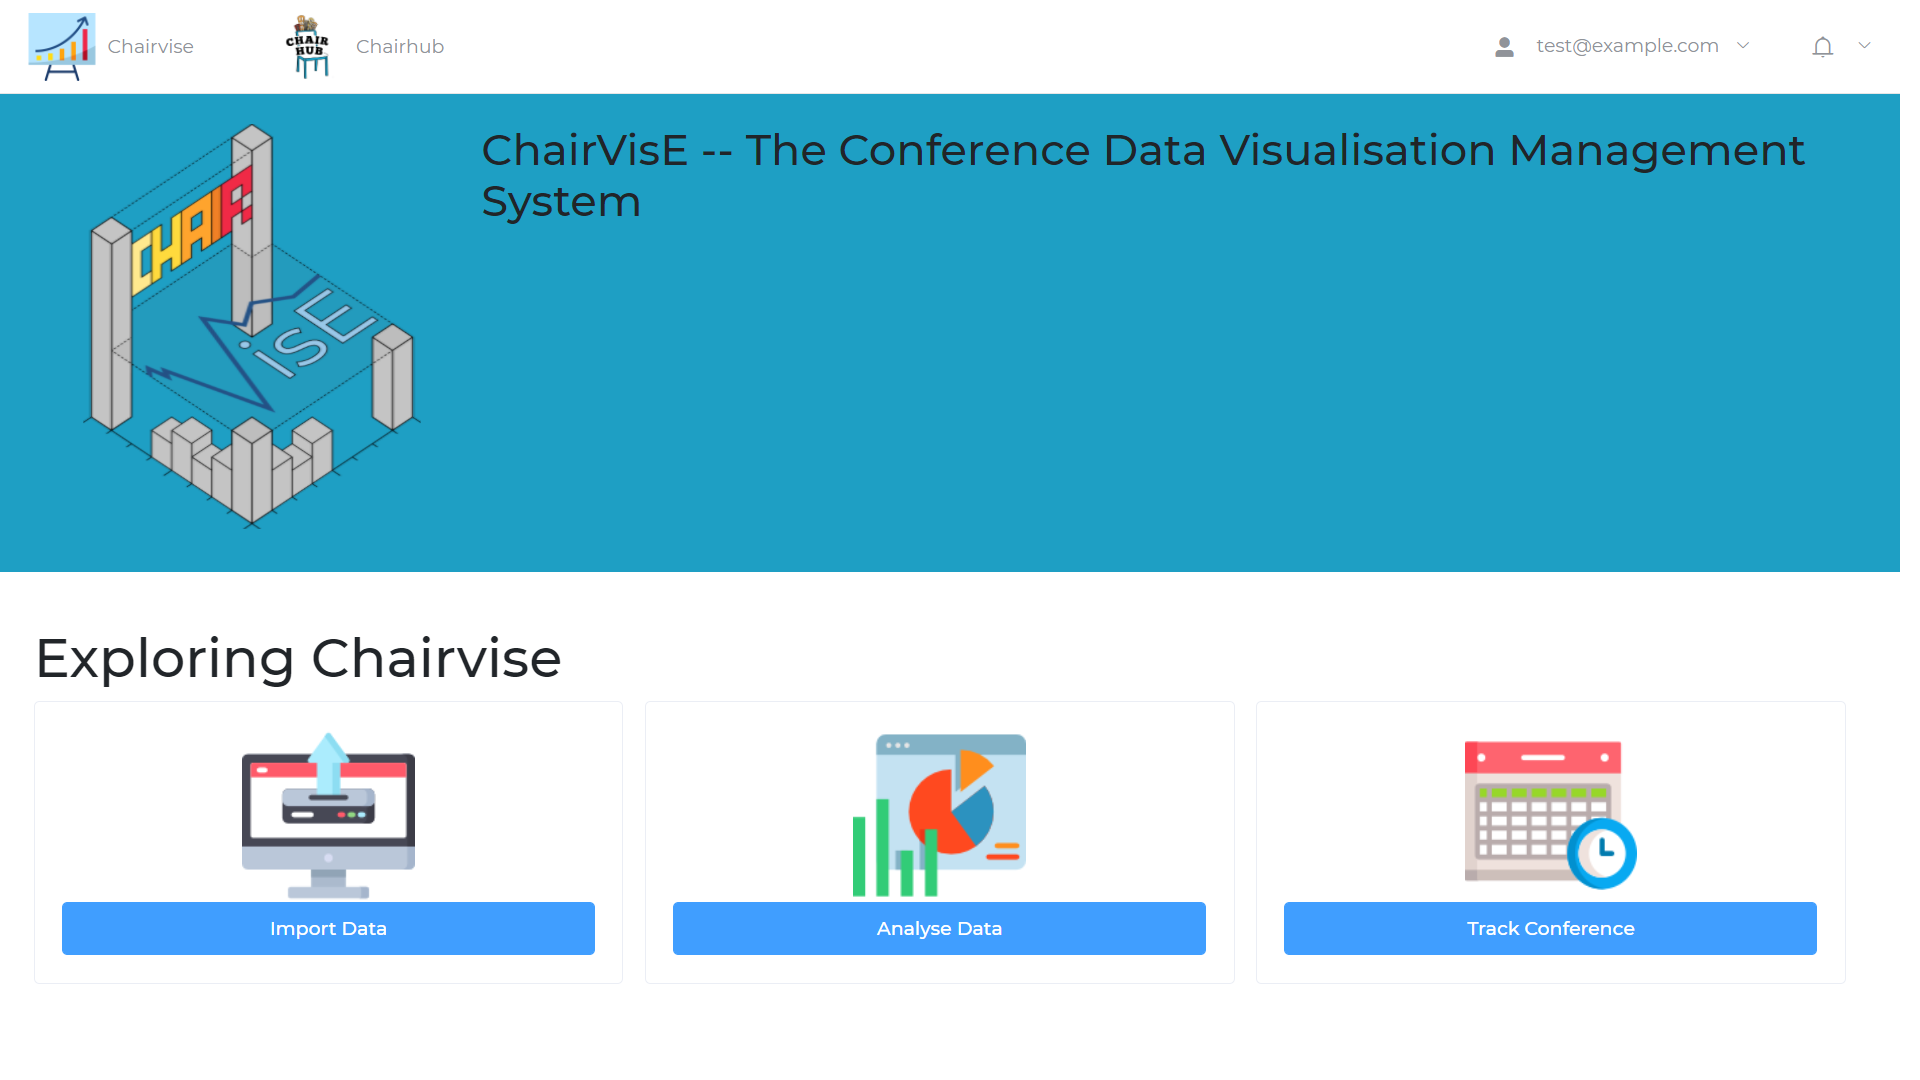 Chairvise
CHAIR
HUB
Chairhub
test@example.com
ChairVisE -- The Conference Data Visualisation Management
System
CHAIR
VisE
Exploring Chairvise
Import Data
Analyse Data
Track Conference